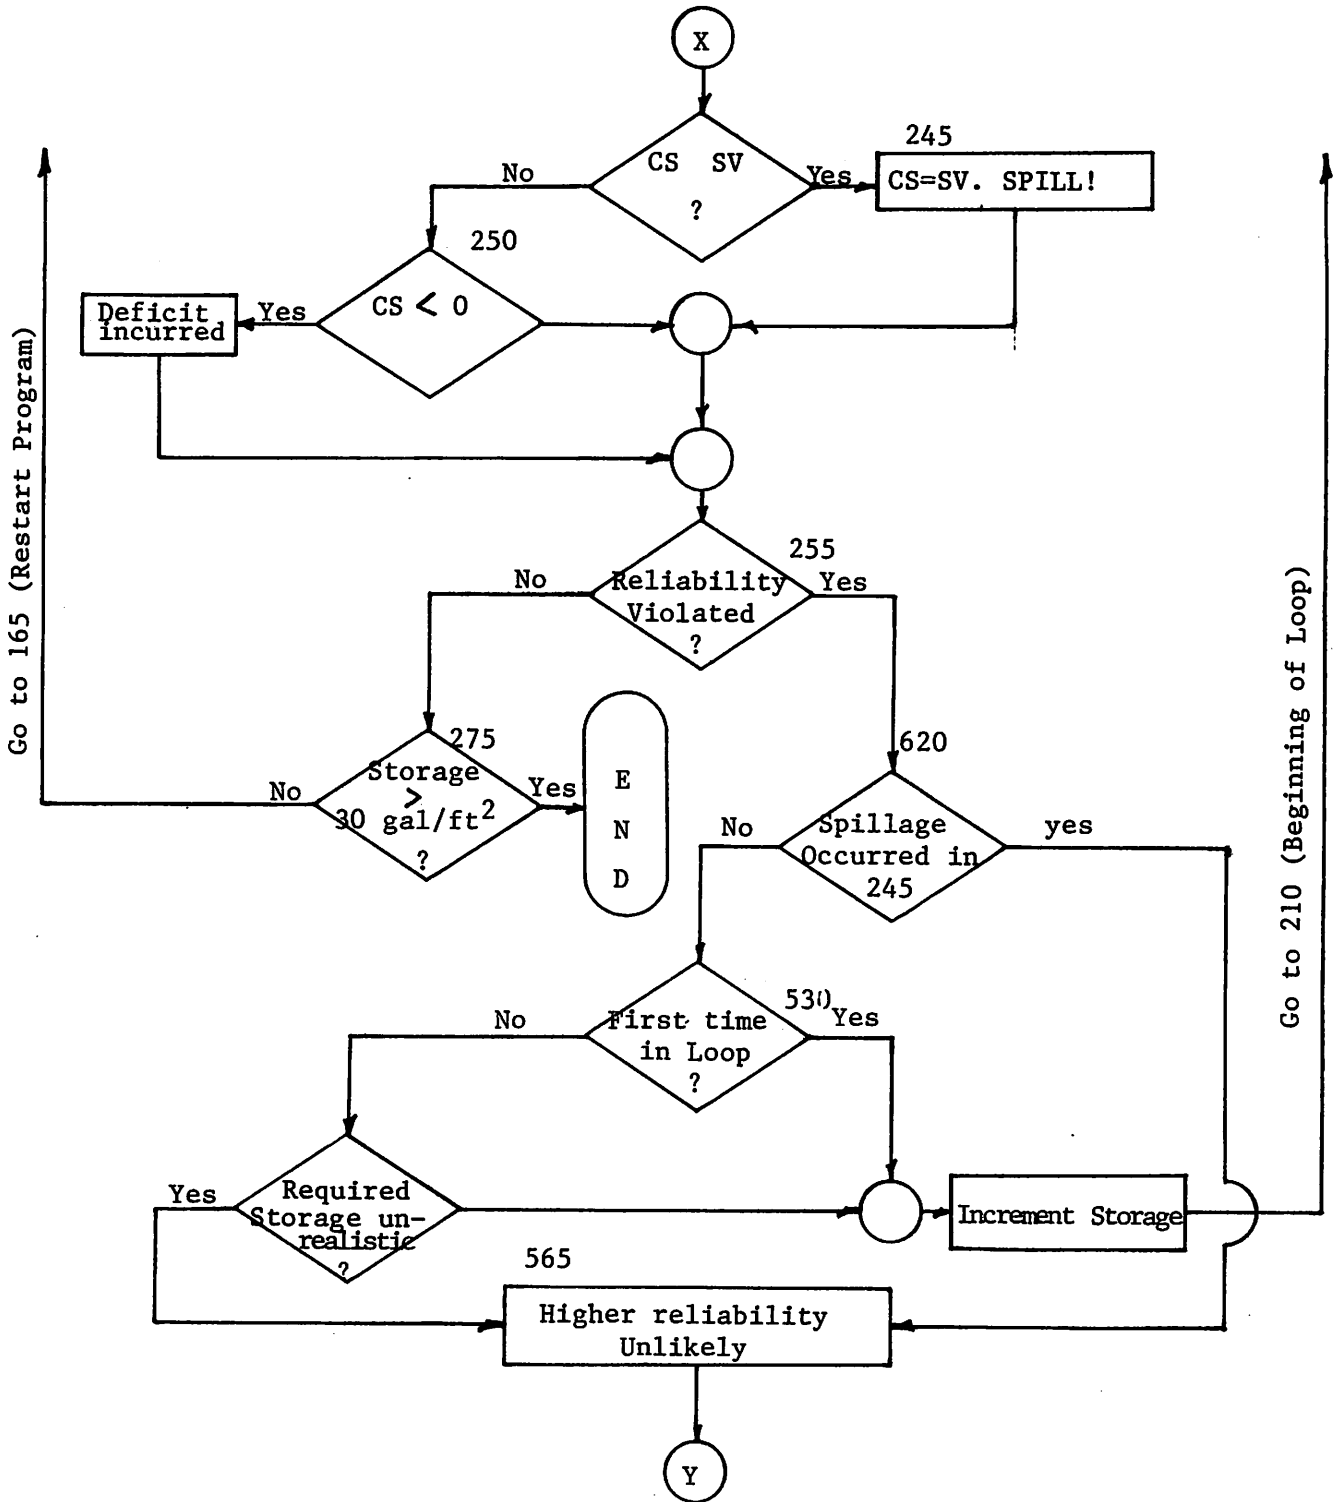 X
245
CS SV
?
No
Yes
CS=SV. SPILL!
250
CS < 0
Yes
Deficit
incurred
Go to 165 (Restart Program)
255
No
Reliability
Violated
?
Yes
275
Storage
>
30 gal/ft2
?
No
Yes
E
N
D
620
No
Spillage
Occurred in
245
yes
Go to 210 (Beginning of Loop)
530
No
First time
in Loop
?
Yes
Yes
Required
Storage un-
realistic
?
Increment Storage
565
Higher reliability
Unlikely
Y